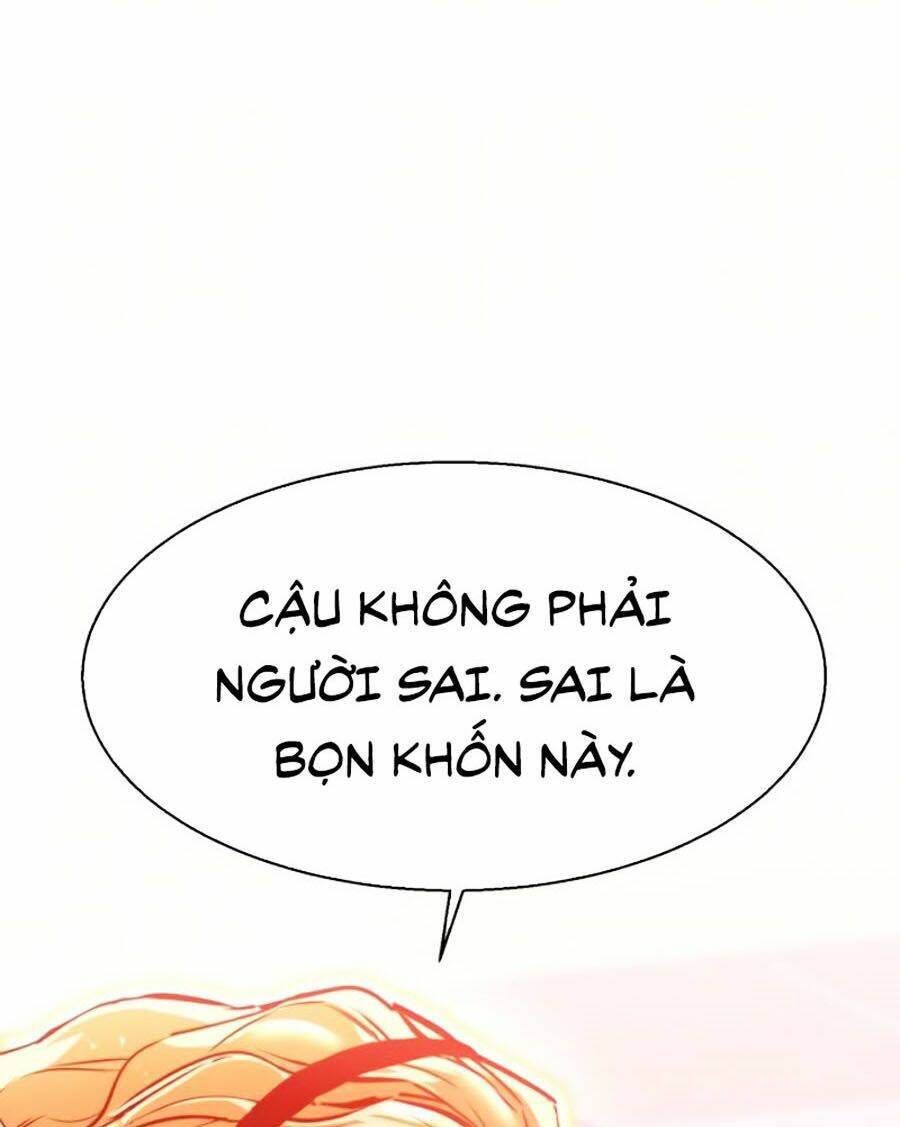 CẬU KHÔNG PHẢI
NGƯỜI SAI. SAI LÀ
BỌN KHỐN NÀY.